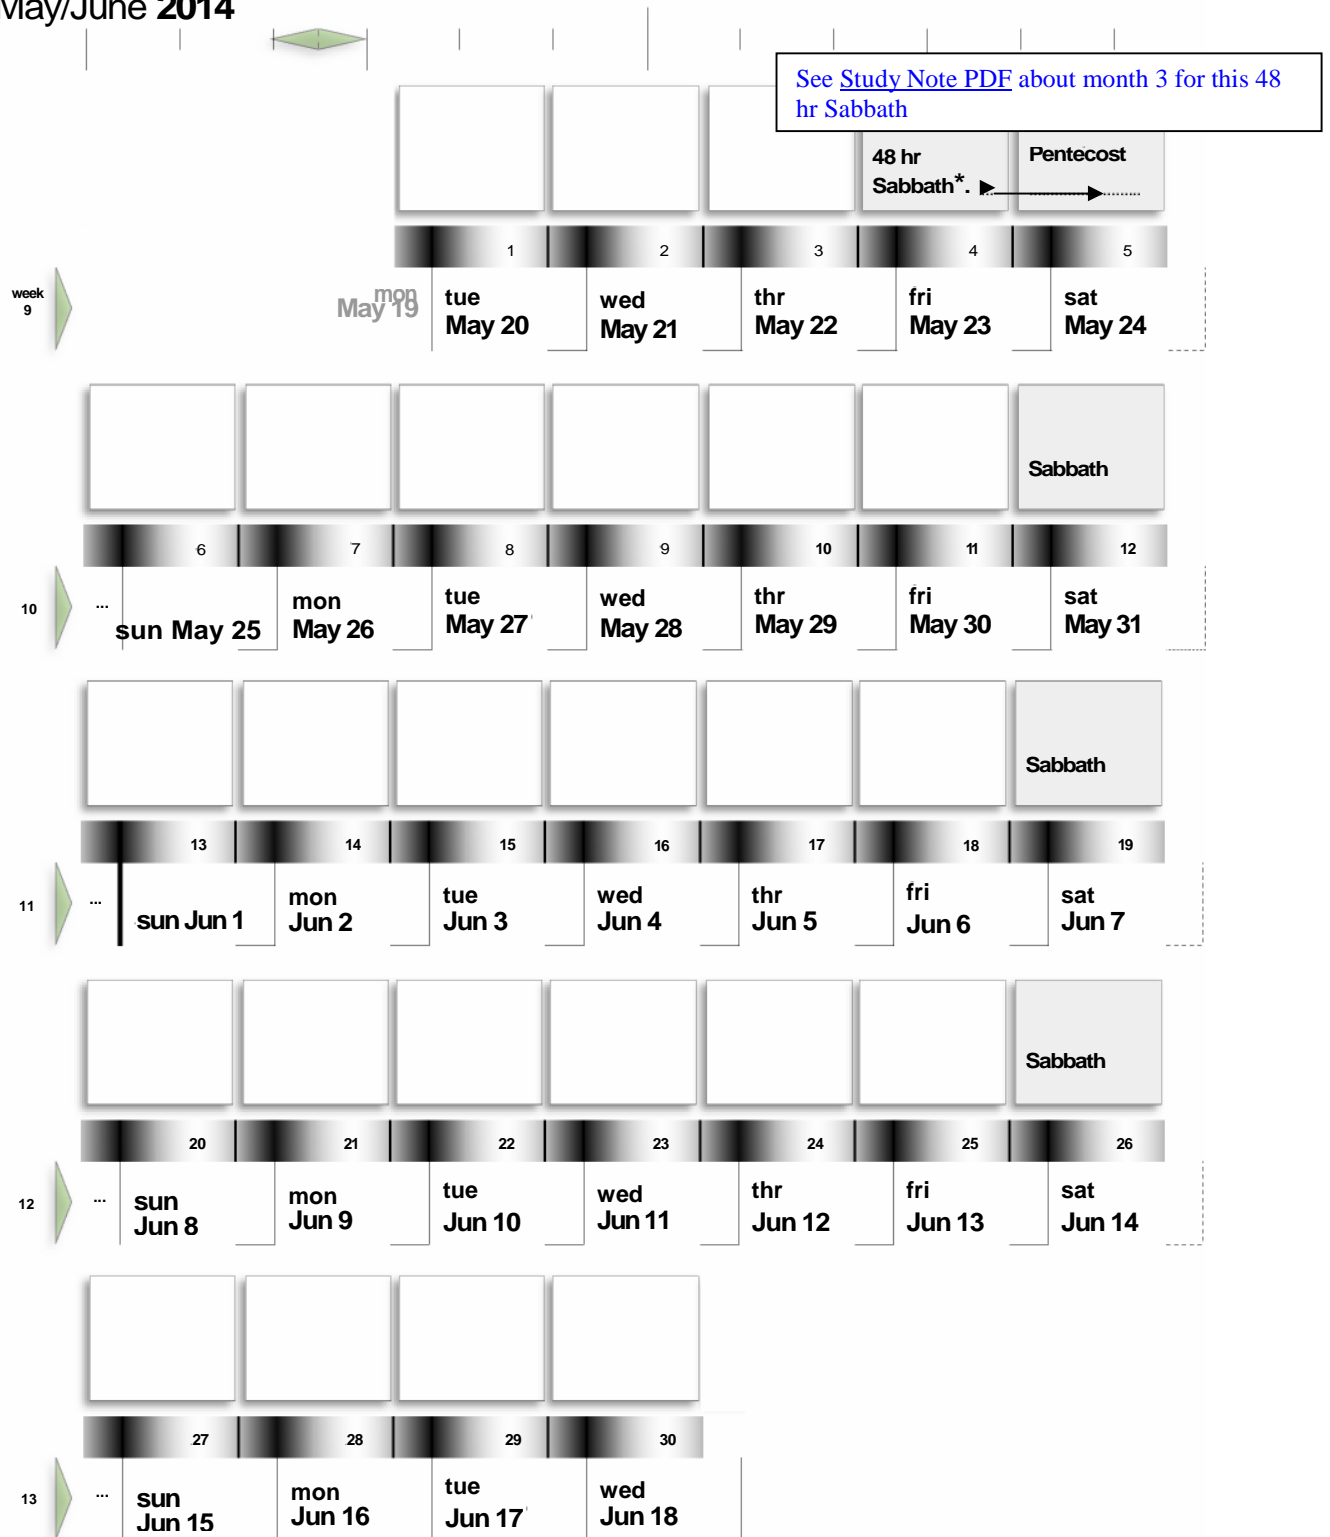 May/June 2014
See Study Note PDF about month 3 for this 48
hr Sabbath
48 hr
Sabbath*.
Pentecost
1 2 3 4 5
week
9
mon
May 19
tue
May 20
wed
May 21
thr
May 22
fri
May 23
sat
May 24
Sabbath
6 7 8 9 10 11 12
10
...
sun May 25
mon
May 26
tue
May 27
wed
May 28
thr
May 29
fri
May 30
sat
May 31
Sabbath
13 14 15 16 17 18 19
11
...
sun Jun 1
mon
Jun 2
tue
Jun 3
wed
Jun 4
thr
Jun 5
fri
Jun 6
sat
Jun 7
Sabbath
20 21 22 23 24 25 26
12
...
sun
Jun 8
mon
Jun 9
tue
Jun 10
wed
Jun 11
thr
Jun 12
fri
Jun 13
sat
Jun 14
27 28 29 30
13
...
sun
Jun 15
mon
Jun 16
tue
Jun 17
wed
Jun 18